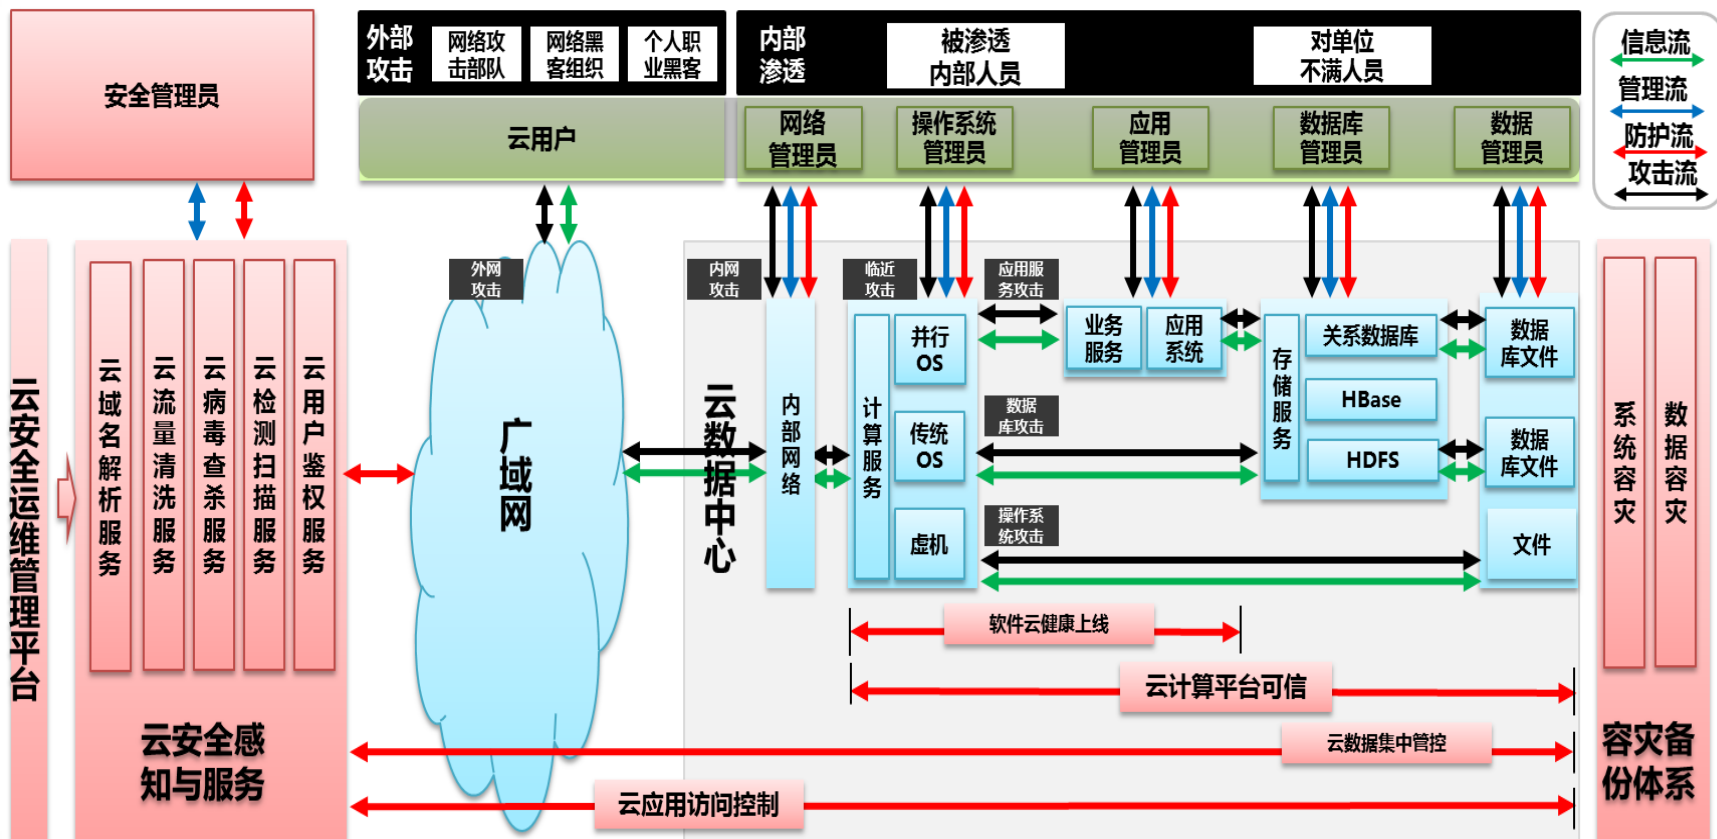 安全管理员
外部
攻击
网络攻
击部队
网络黑
客组织
个人职
业黑客
内部
渗透
被渗透
内部人员
对单位
不满人员
信息流
管理流
防护流
攻击流
云用户
网络
管理员
操作系统
管理员
应用
管理员
数据库
管理员
数据
管理员
云安全运维管理平台
云域名解析服务
云流量清洗服务
云病毒查杀服务
云检测扫描服务
云用户鉴权服务
云安全感
知与服务
外网
攻击
广域网
内网
攻击
临近
攻击
应用服
务攻击
云数据中心
内部网络
计算服务
并行
OS
传统
OS
虚机
业务
服务
应用
系统
数据
库攻击
操作系
统攻击
存储服务
关系数据库
HBase
HDFS
数据
库文件
数据
库文件
文件
软件云健康上线
云计算平台可信
云数据集中管控
云应用访问控制
系统容灾
数据容灾
容灾备
份体系